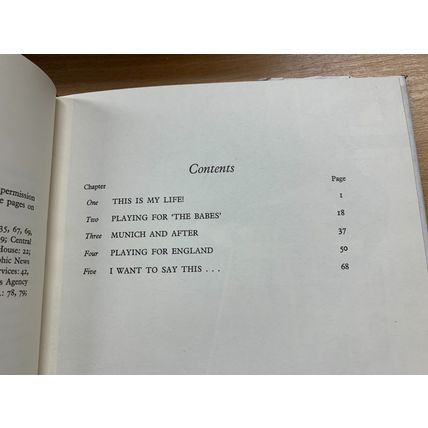 permission
e pages on
35, 67, 69,
9; Central
House: 22;
phic News
ervices: 42,
s Agency
.: 78, 79;
Contents
Chapter Page
One THIS IS MY LIFE! 1
Two PLAYING FOR 'THE BABES' 18
Three MUNICH AND AFTER 37
Four PLAYING FOR ENGLAND 50
Five I WANT TO SAY THIS . . . 68